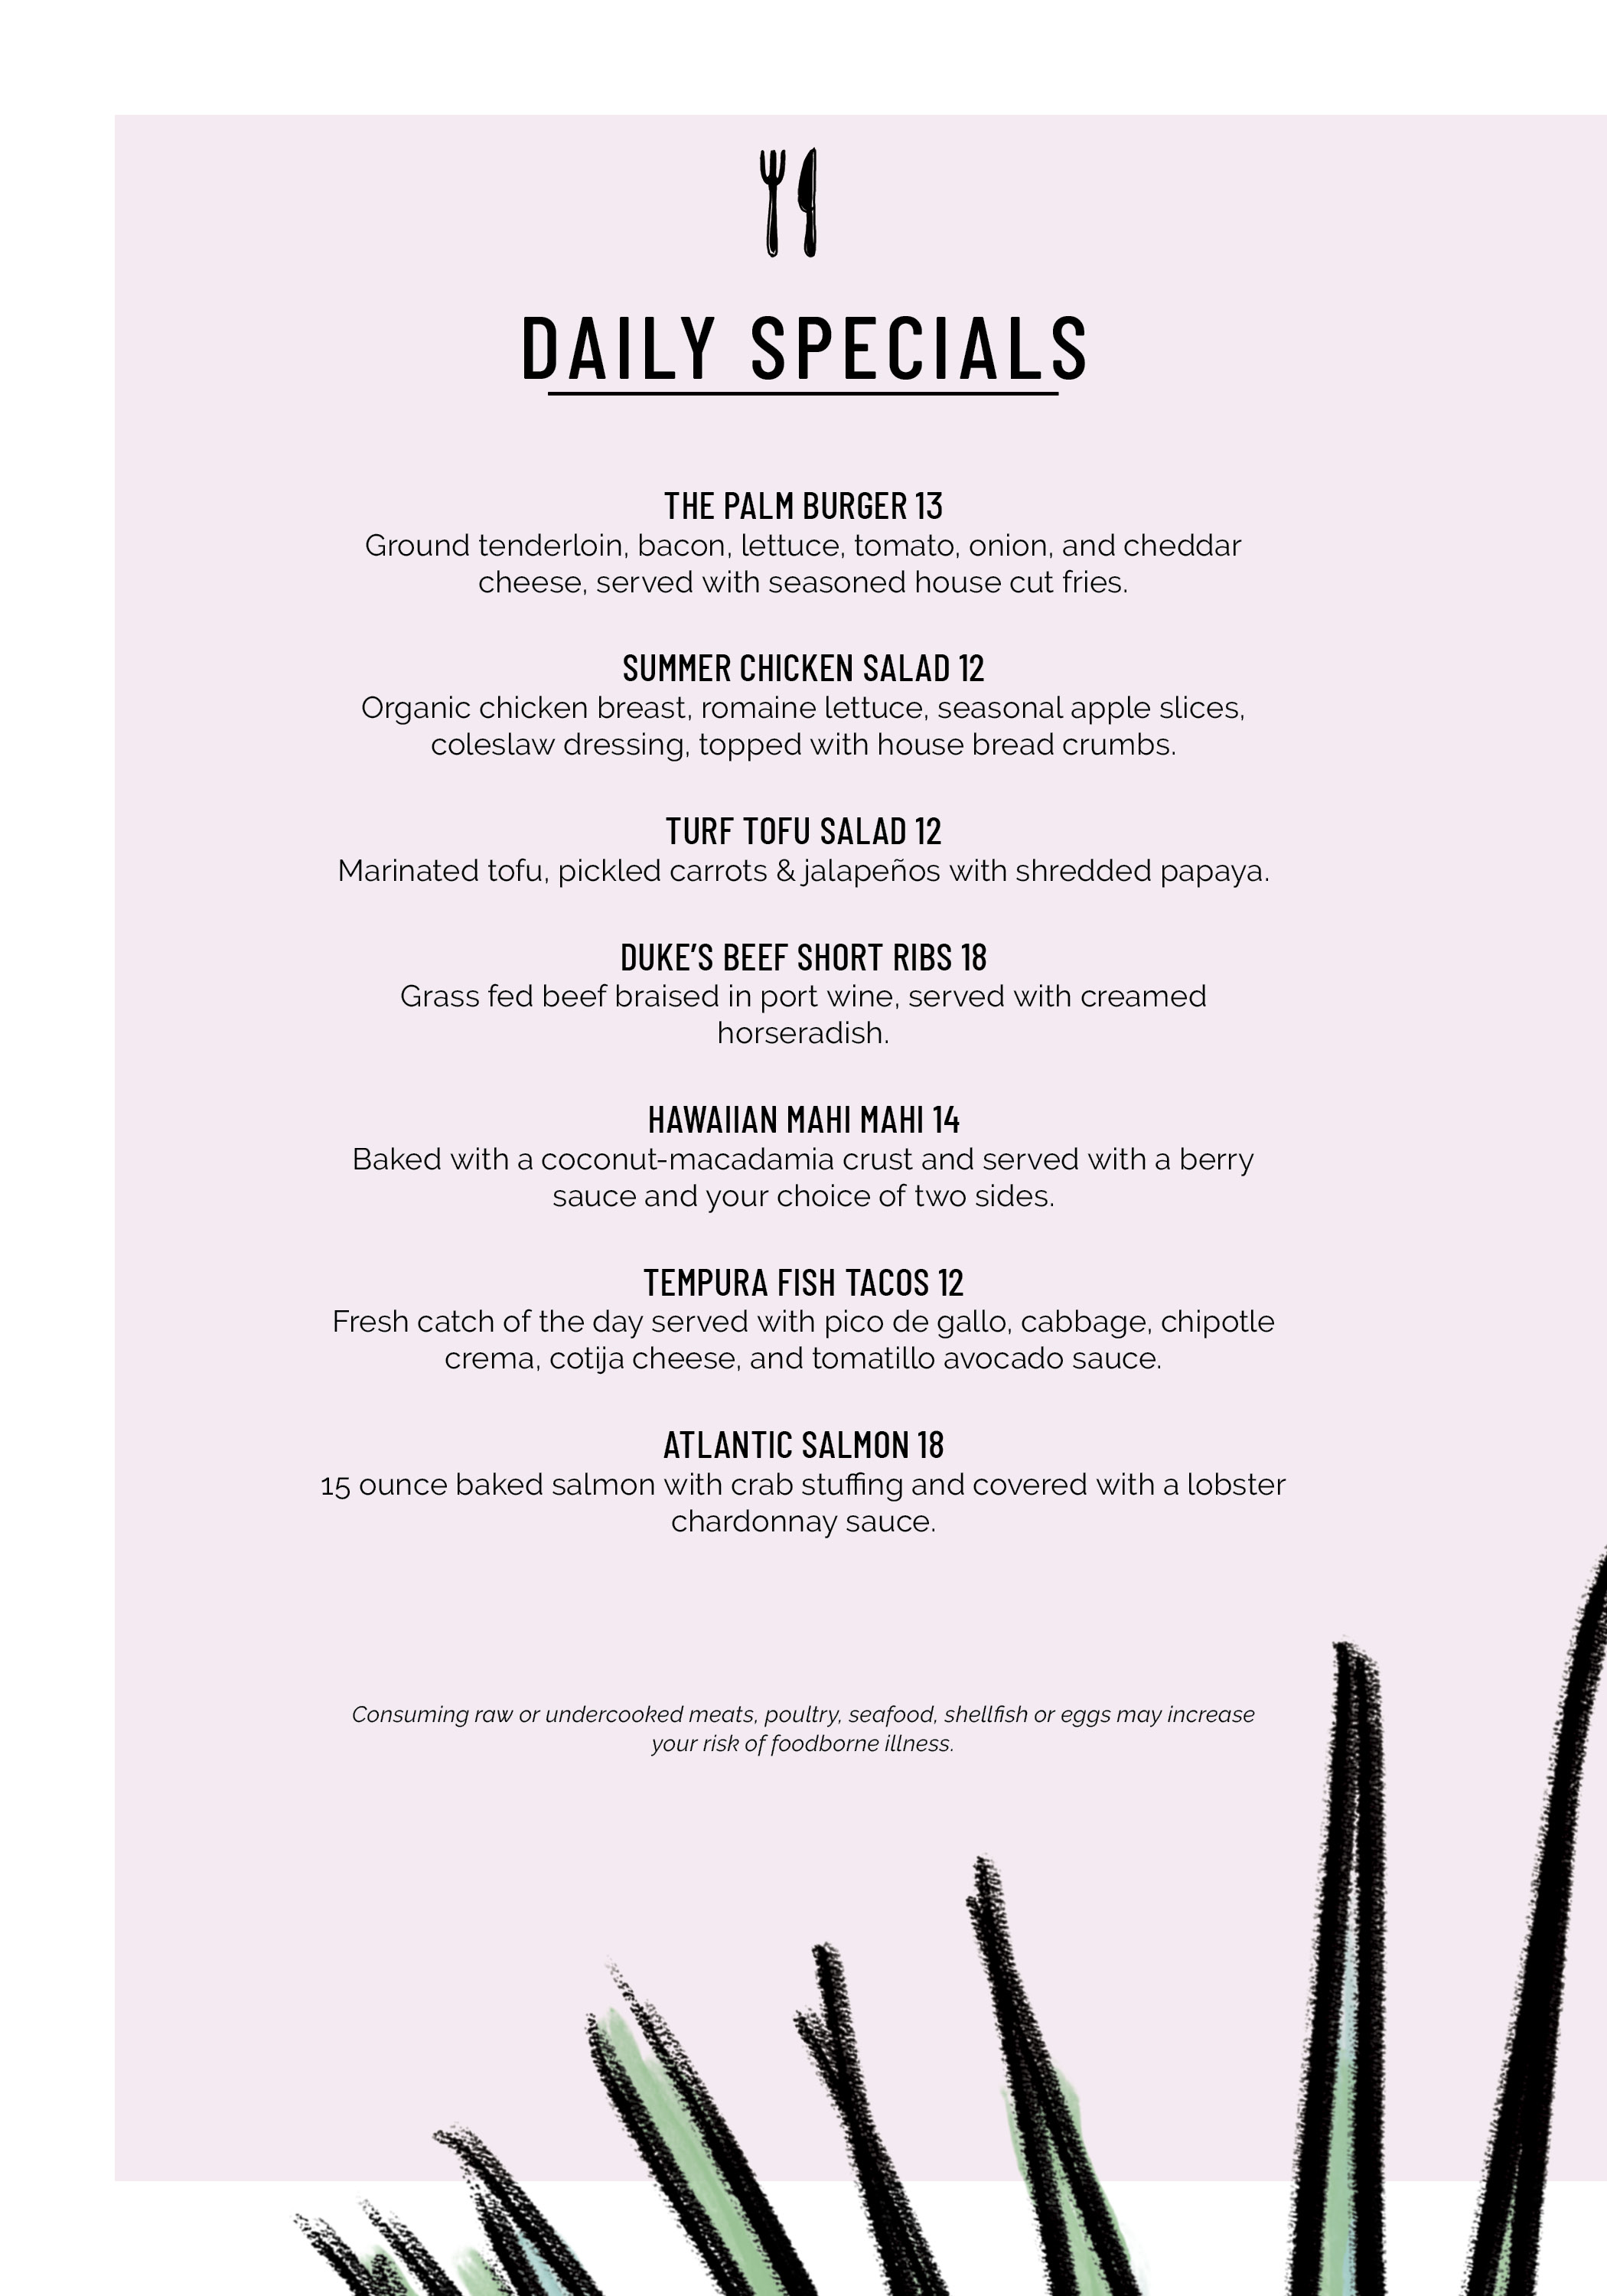 DAILY SPECIALS
THE PALM BURGER 13
Ground tenderloin, bacon, lettuce, tomato, onion, and cheddar
cheese, served with seasoned house cut fries.
SUMMER CHICKEN SALAD 12
Organic chicken breast, romaine lettuce, seasonal apple slices,
coleslaw dressing, topped with house bread crumbs.
TURF TOFU SALAD 12
Marinated tofu, pickled carrots & jalapeños with shredded papaya.
DUKE’S BEEF SHORT RIBS 18
Grass fed beef braised in port wine, served with creamed
horseradish.
HAWAIIAN MAHI MAHI 14
Baked with a coconut-macadamia crust and served with a berry
sauce and your choice of two sides.
TEMPURA FISH TACOS 12
Fresh catch of the day served with pico de gallo, cabbage, chipotle
crema, cotija cheese, and tomatillo avocado sauce.
ATLANTIC SALMON 18
15 ounce baked salmon with crab stuffing and covered with a lobster
chardonnay sauce.
Consuming raw or undercooked meats, poultry, seafood, shellfish or eggs may increase
your risk of foodborne illness.